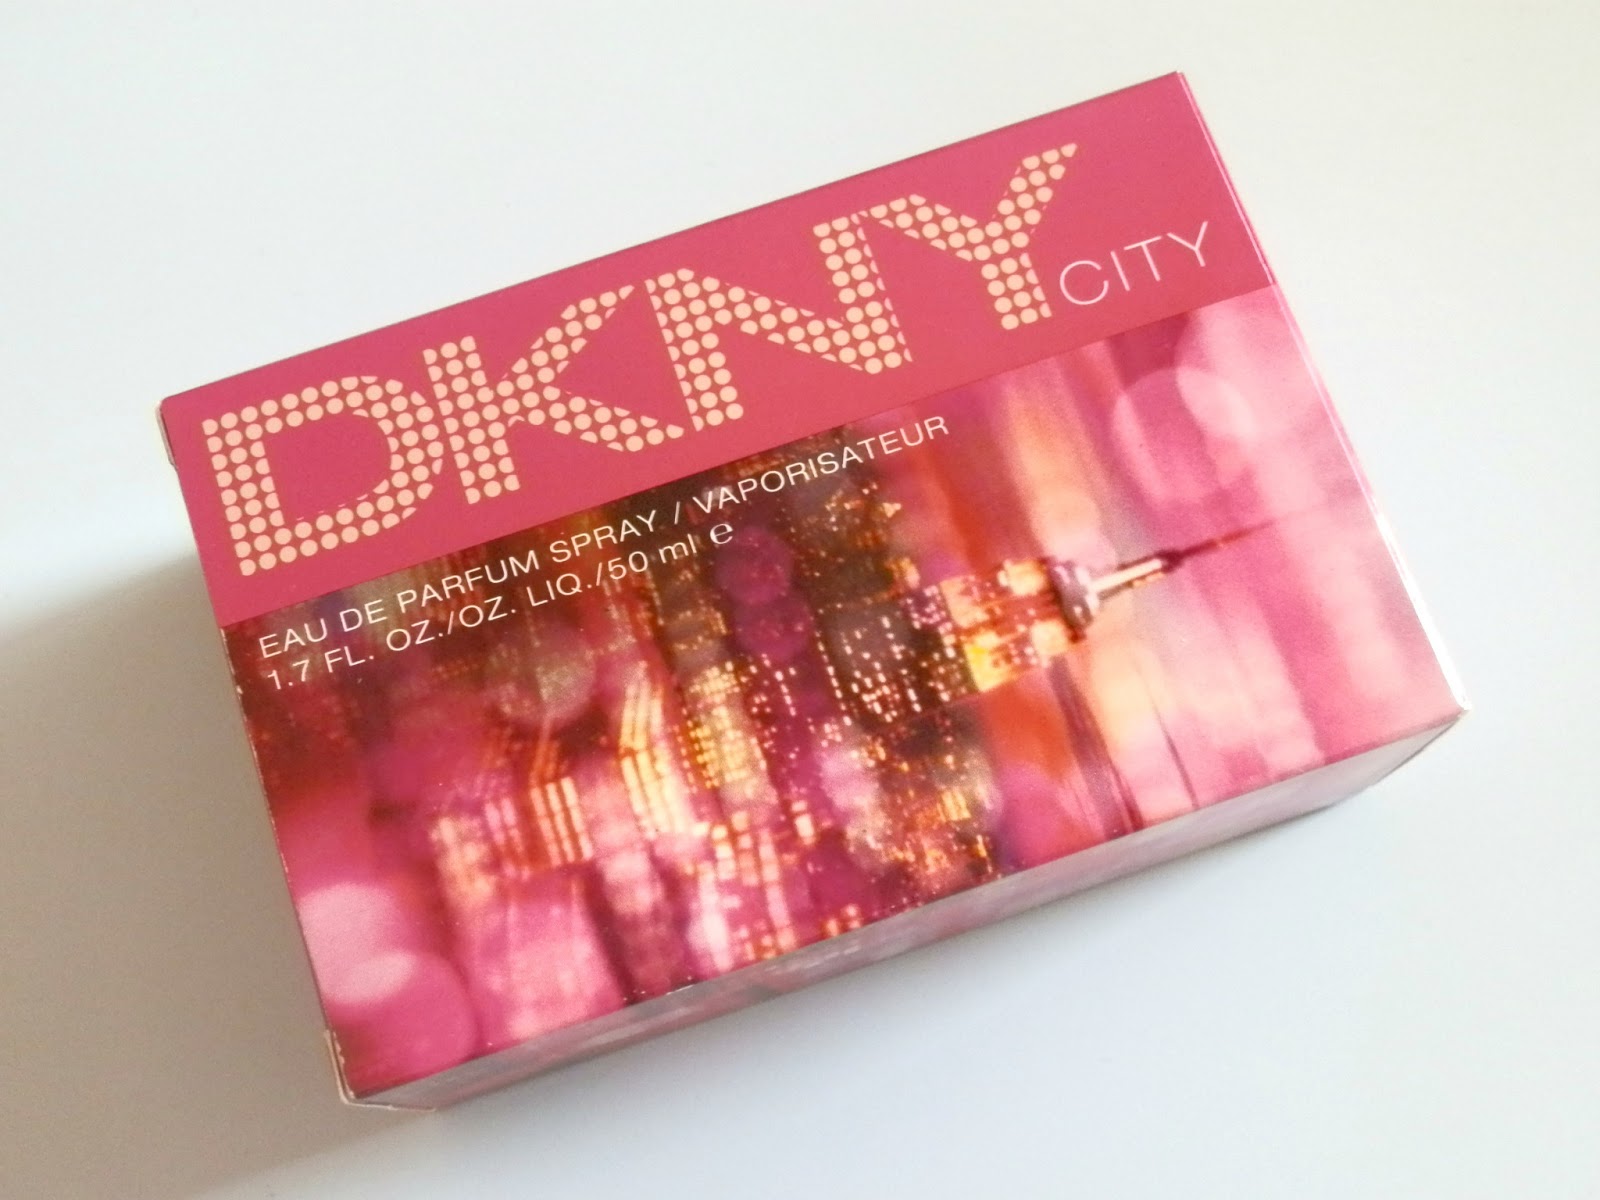 DKNY CITY
EAU DE PARFUM SPRAY / VAPORISATEUR
1.7 FL. OZ./OZ. LIQ./50 ml ℮